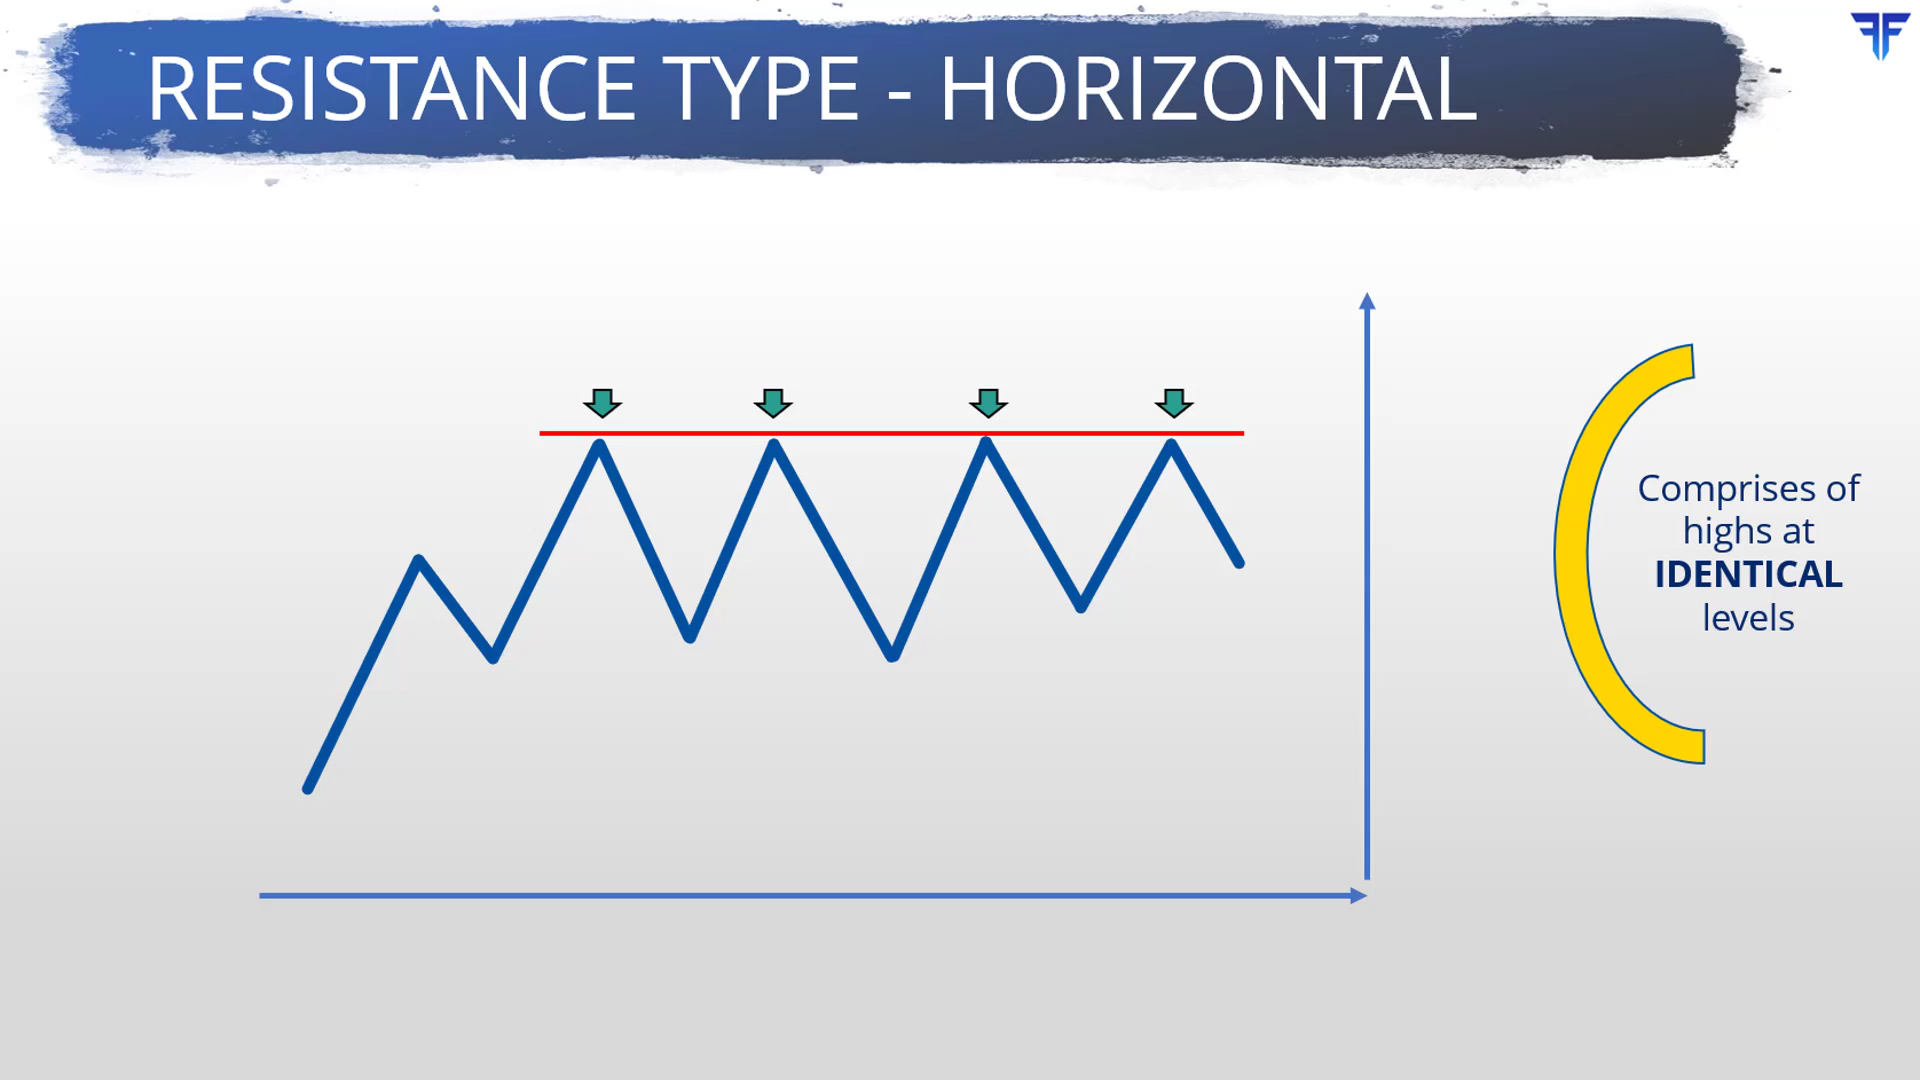 RESISTANCE TYPE - HORIZONTAL
Comprises of
highs at
IDENTICAL
levels